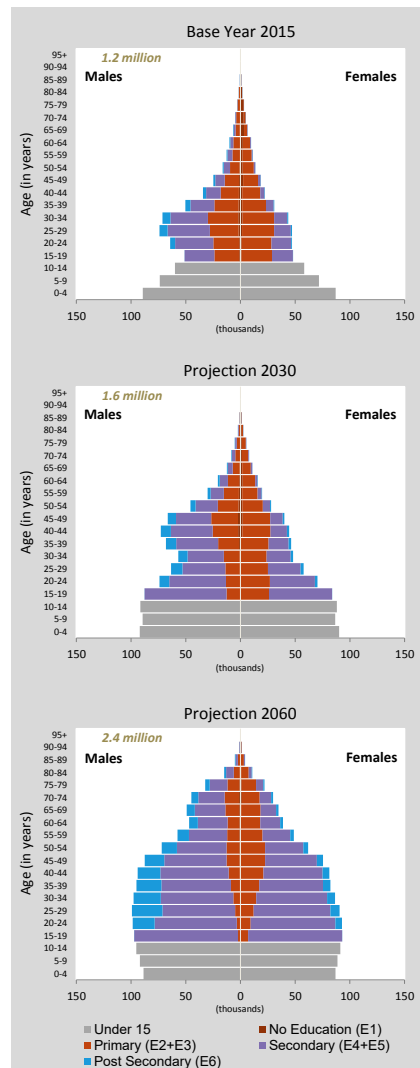 Base Year 2015
1.2 million
Males
Females
Age (in years)
95+
90-94
85-89
80-84
75-79
70-74
65-69
60-64
55-59
50-54
45-49
40-44
35-39
30-34
25-29
20-24
15-19
10-14
5-9
0-4
150 100 50 0 50 100 150
(thousands)
Projection 2030
1.6 million
Males
Females
Age (in years)
95+
90-94
85-89
80-84
75-79
70-74
65-69
60-64
55-59
50-54
45-49
40-44
35-39
30-34
25-29
20-24
15-19
10-14
5-9
0-4
150 100 50 0 50 100 150
(thousands)
Projection 2060
2.4 million
Males
Females
Age (in years)
95+
90-94
85-89
80-84
75-79
70-74
65-69
60-64
55-59
50-54
45-49
40-44
35-39
30-34
25-29
20-24
15-19
10-14
5-9
0-4
150 100 50 0 50 100 150
(thousands)
Under 15 No Education (E1)
Primary (E2+E3) Secondary (E4+E5)
Post Secondary (E6)